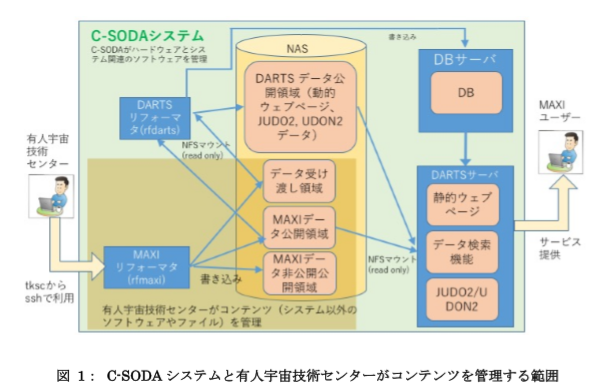 C-SODAシステム
C-SODAがハードウェアとシス
テム関連のソフトウェアを管理
NAS
書き込み
DBサーバ
DB
DARTS データ公
開領域（動的
ウェブページ、
JUDO2, UDON2
データ）
DARTS
リフォーマタ
(rfdarts)
MAXI
ユーザー
有人宇宙
技術
センター
NFSマウント
(read only)
データ受け
渡し領域
DARTSサーバ
静的ウェブ
ページ
MAXIデー
タ公開領域
データ検索
機能
サービス
提供
MAXI
リフォーマタ
(rfmaxi)
書き込み
MAXIデー
タ非公開公
開領域
NFSマウント
(read only)
JUDO2/U
DON2
tkscから
sshで利用
有人宇宙技術センターがコンテンツ（システム以外の
ソフトウェアやファイル）を管理
図 1： C-SODA システムと有人宇宙技術センターがコンテンツを管理する範囲